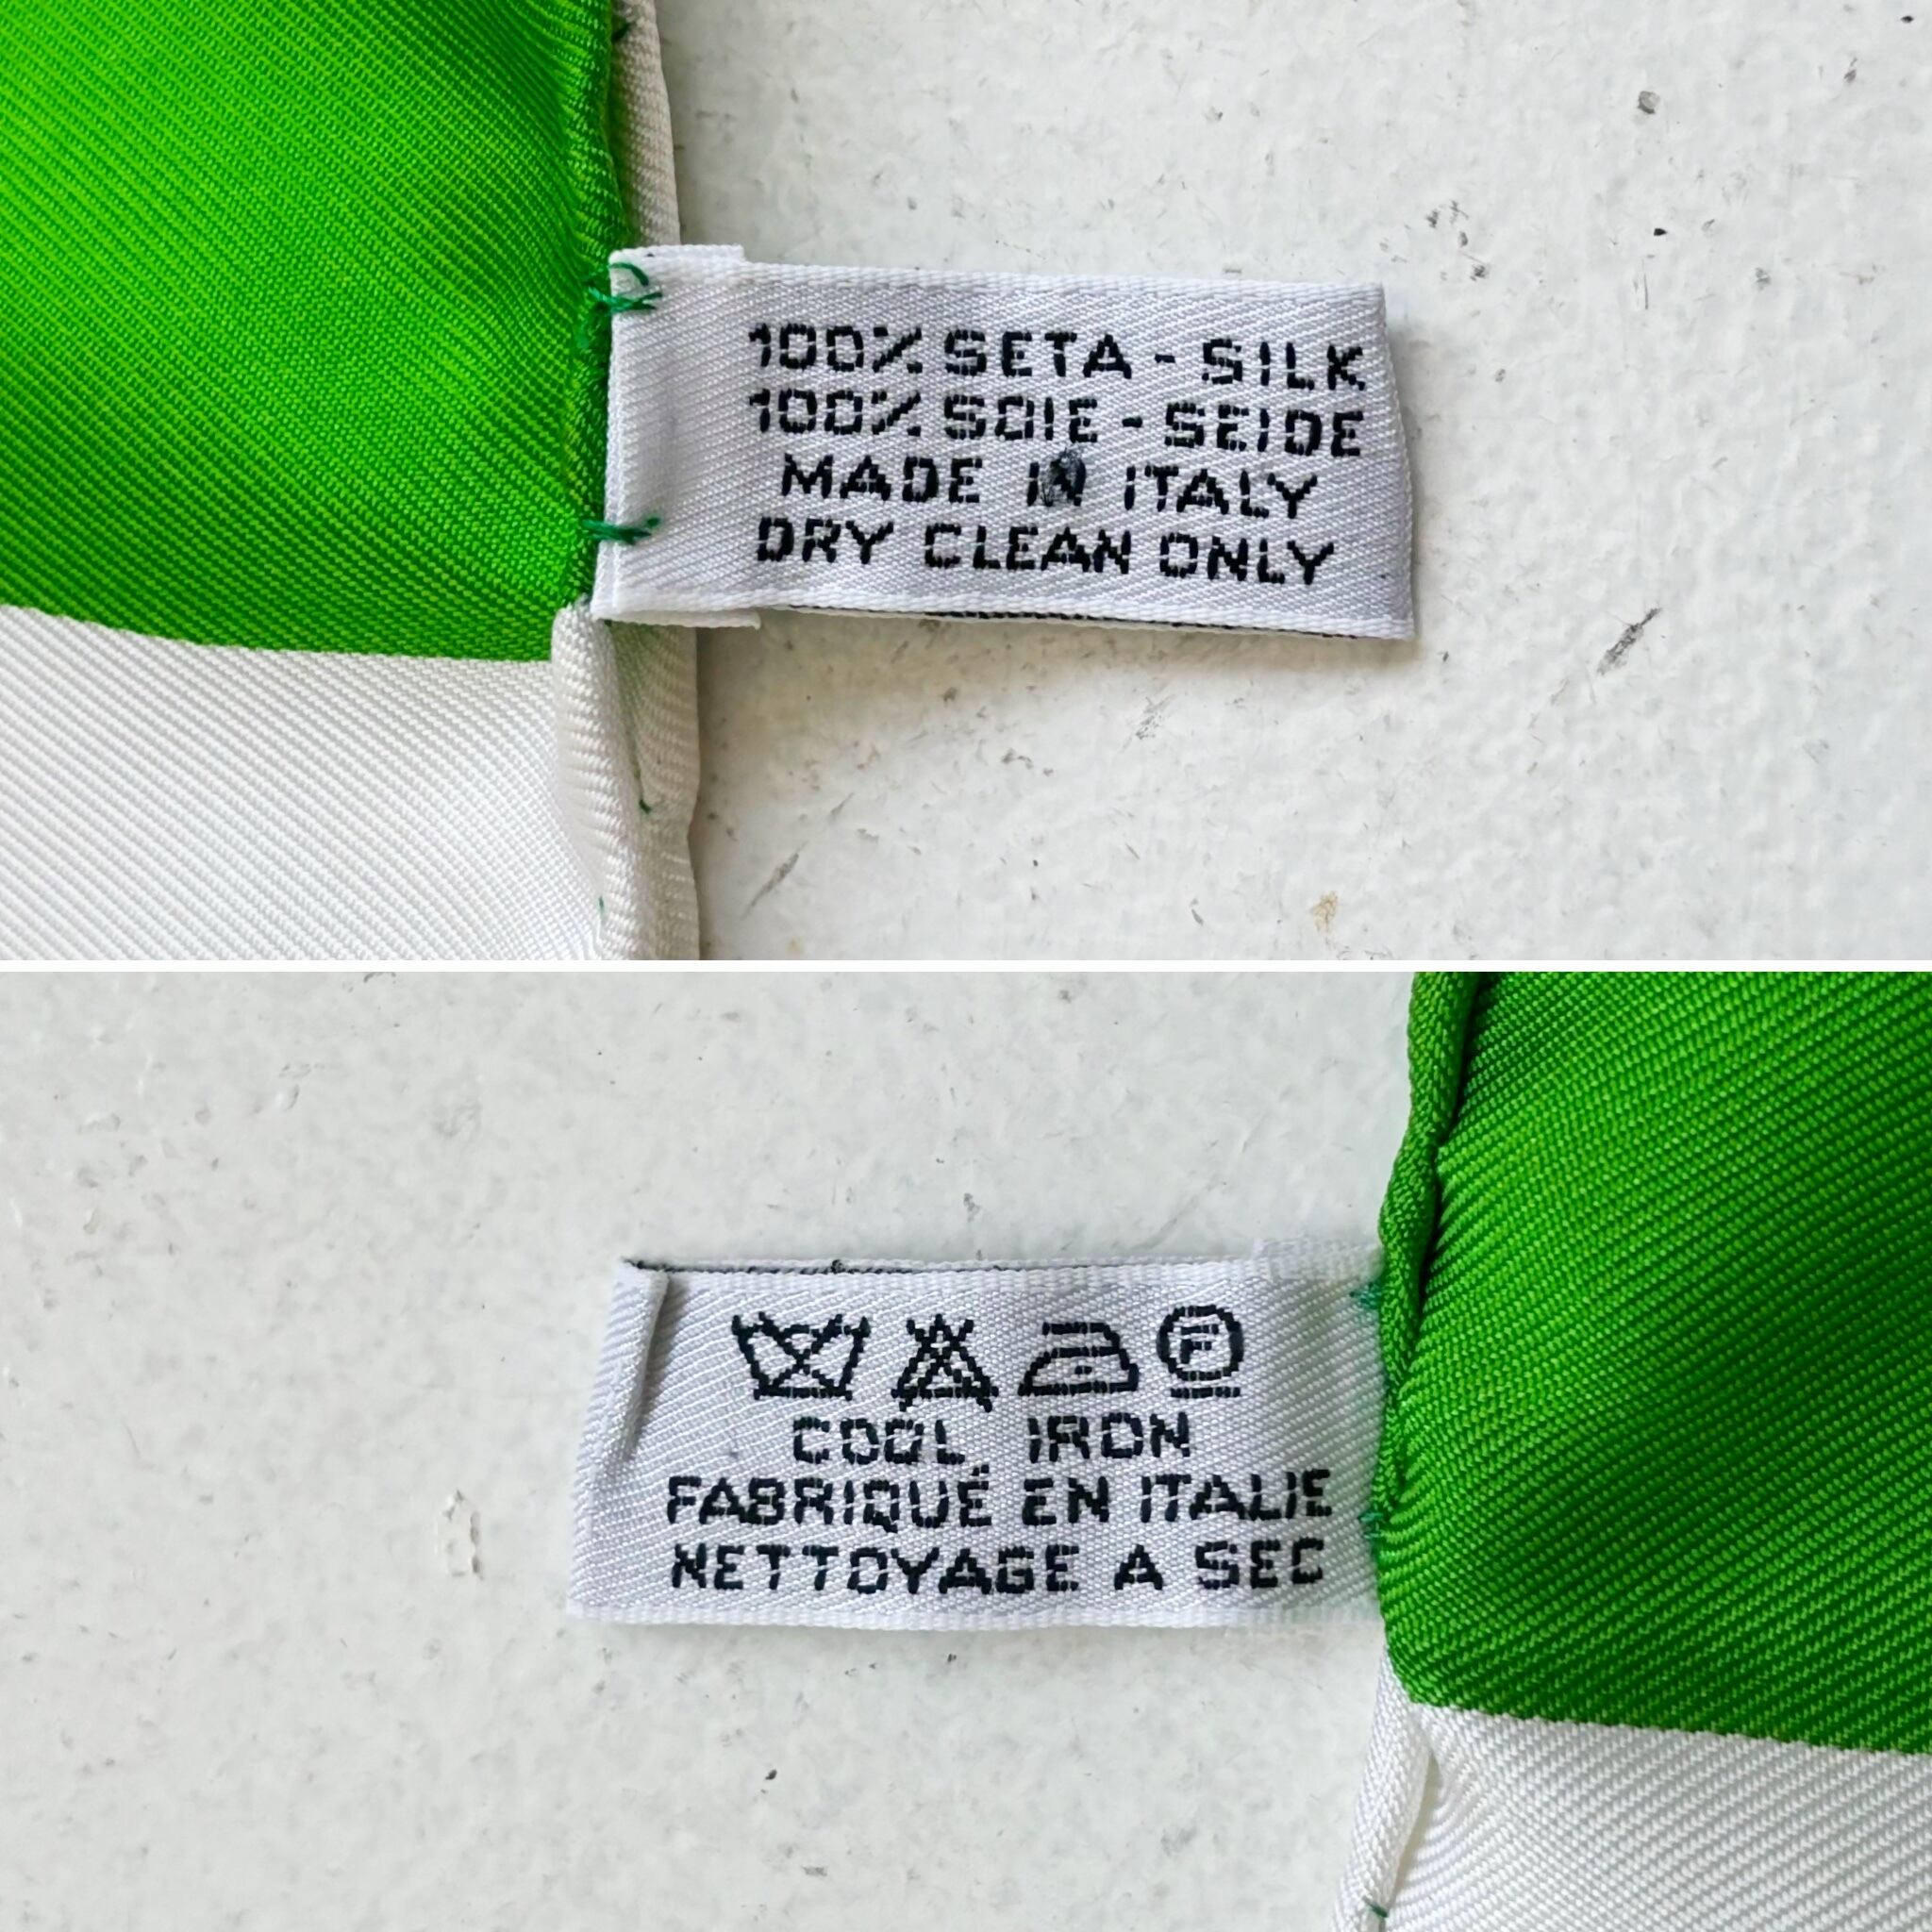 100% SETA - SILK
100% SOIE - SEIDE
MADE IN ITALY
DRY CLEAN ONLY
F
COOL IRON
FABRIQUÉ EN ITALIE
NETTOYAGE A SEC